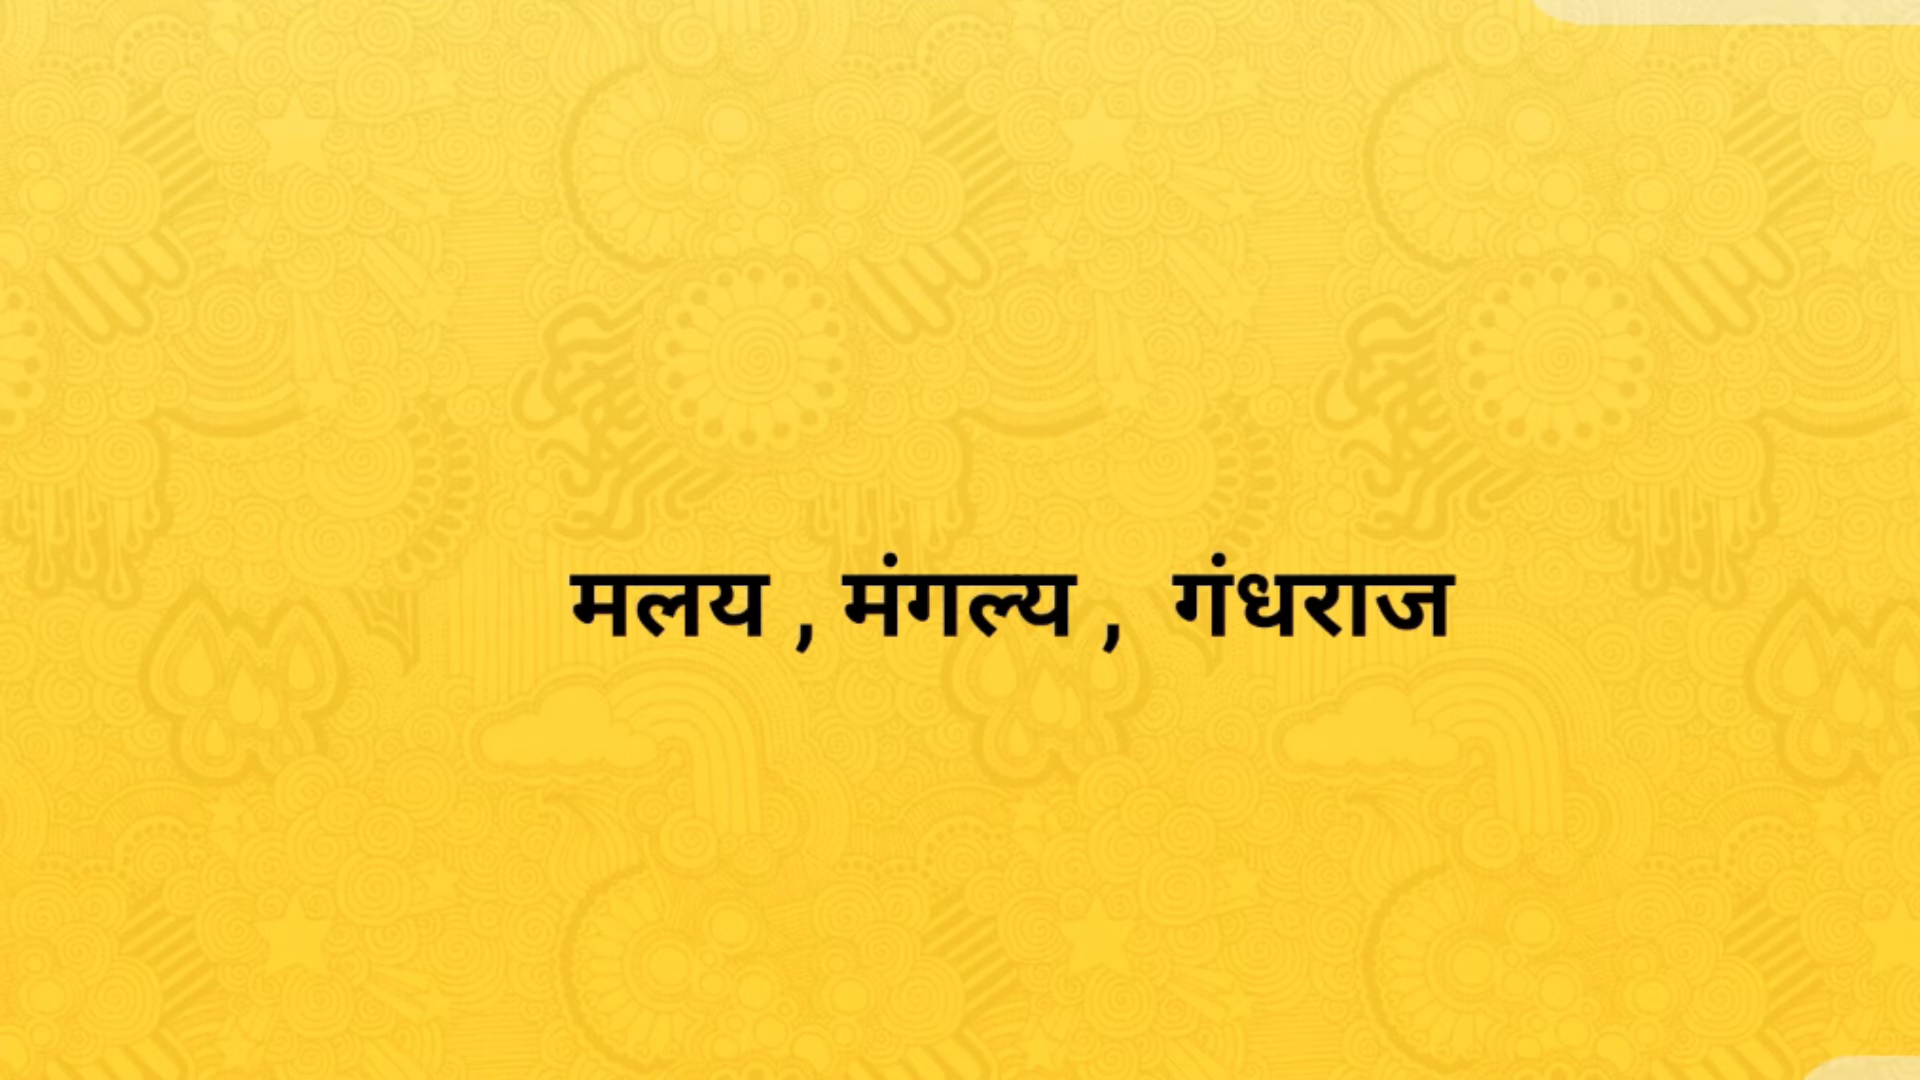 मलय , मंगल्य , गंधराज